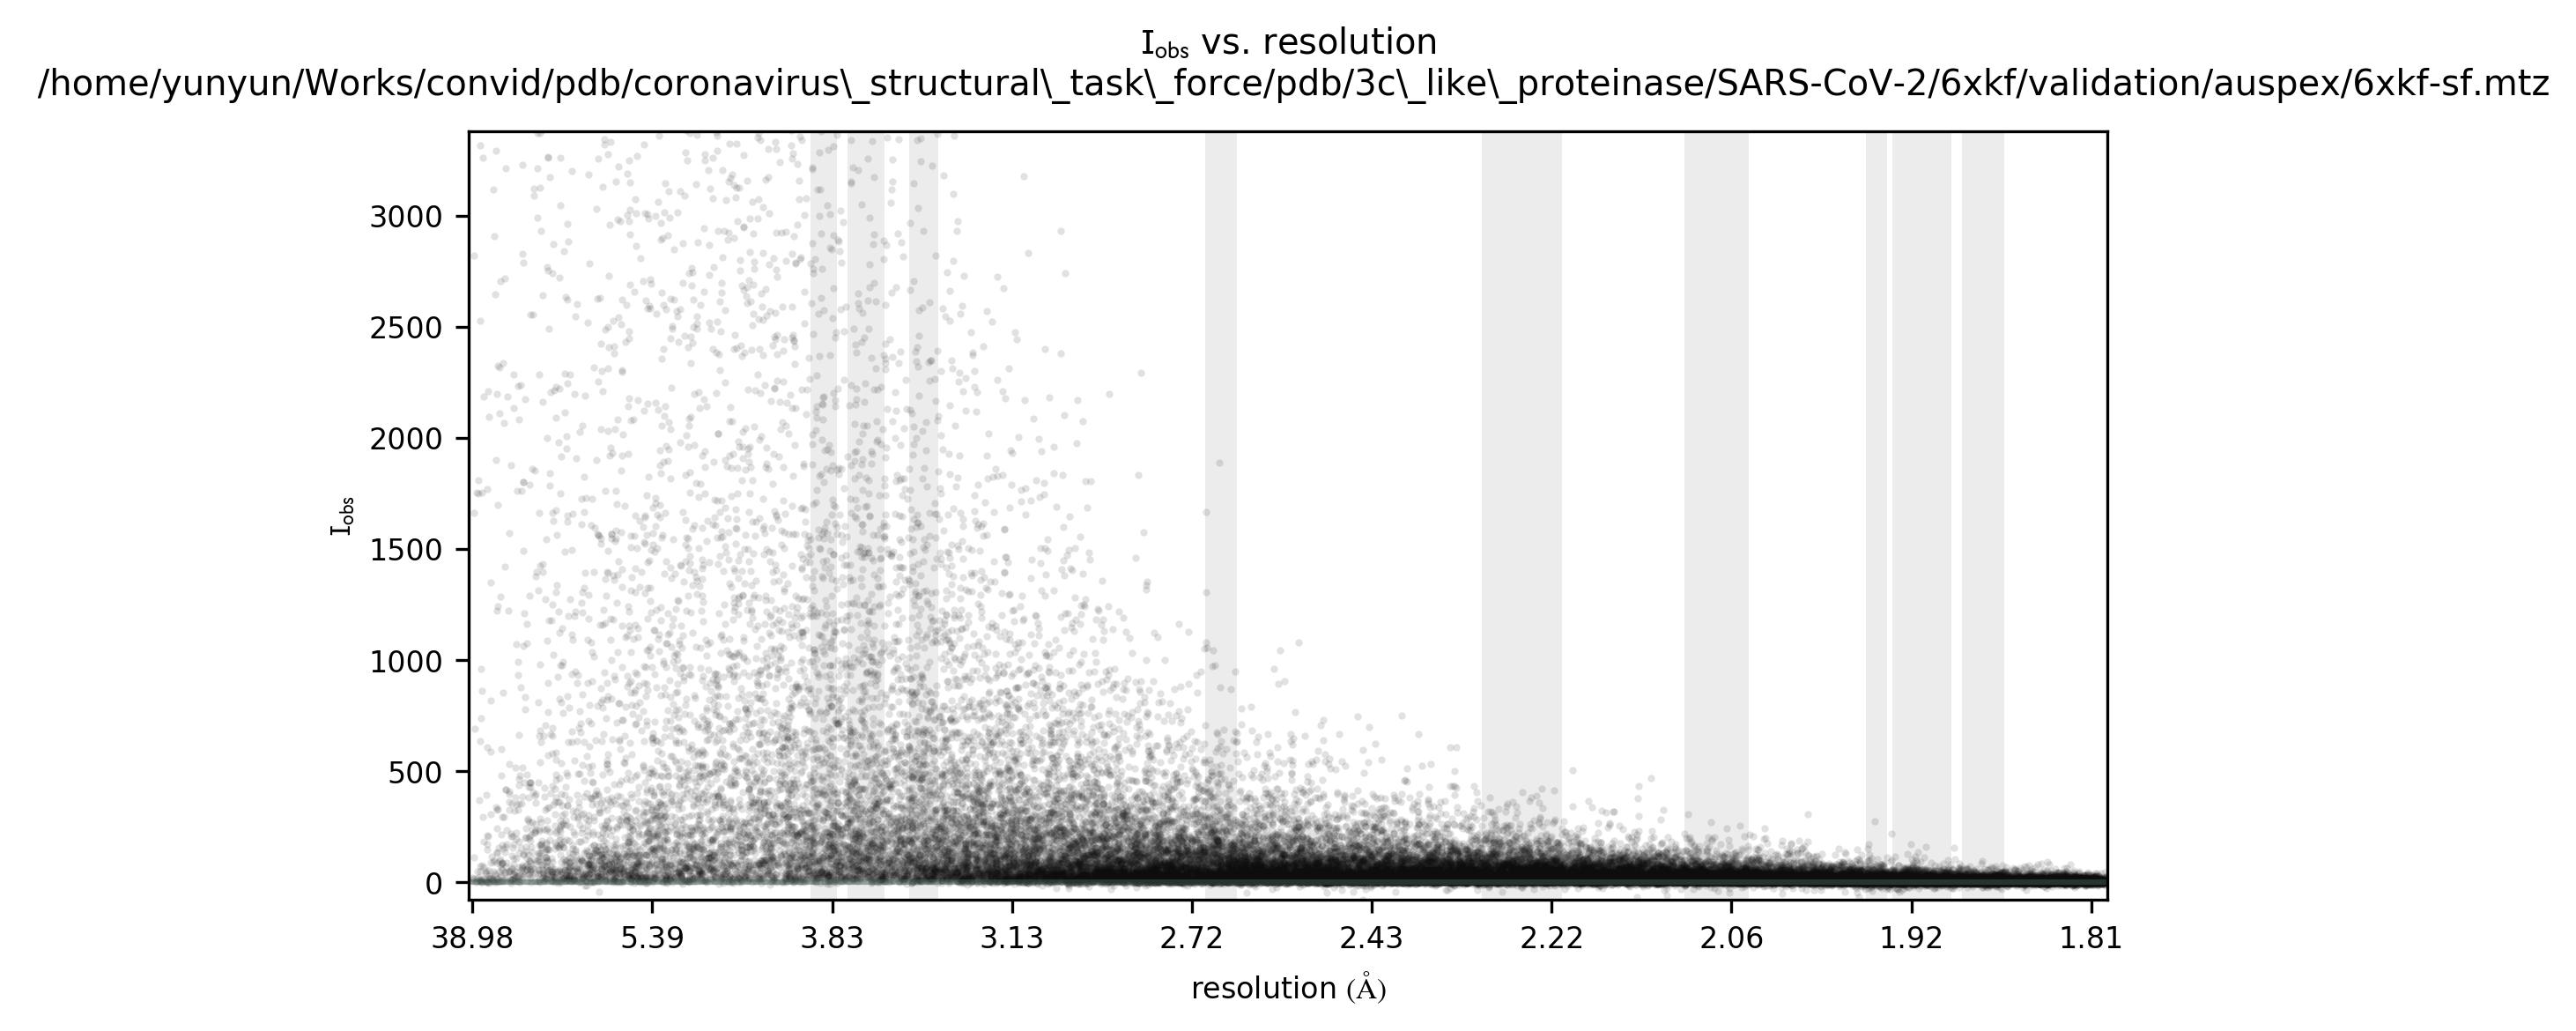 I_obs vs. resolution
/home/yunyun/Works/convid/pdb/coronavirus\_structural\_task\_force/pdb/3c\_like\_proteinase/SARS-CoV-2/6xkf/validation/auspex/6xkf-sf.mtz
3000
2500
2000
1500
1000
500
0
I_obs
38.98 5.39 3.83 3.13 2.72 2.43 2.22 2.06 1.92 1.81
resolution (Å)